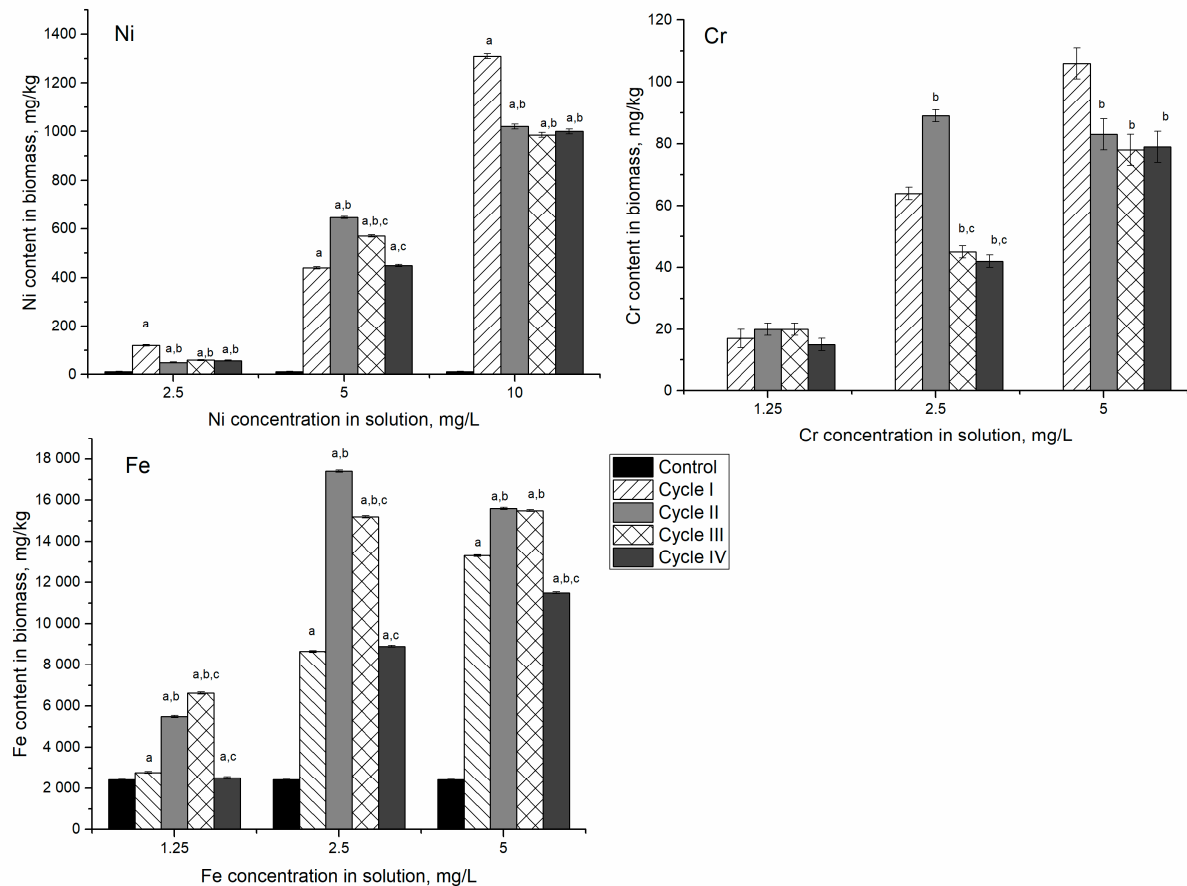 Ni
Ni content in biomass, mg/kg
1400
1200
1000
800
600
400
200
0
a
a,b
a,b
a,b
a
a,b
a,b,c
a,c
a
a,b
a,b
a,b
2.5
5
10
Ni concentration in solution, mg/L
Cr
Cr content in biomass, mg/kg
120
100
80
60
40
20
0
b
b,c
b,c
b
b
b
1.25
2.5
5
Cr concentration in solution, mg/L
Fe
Fe content in biomass, mg/kg
18 000
16 000
14 000
12 000
10 000
8 000
6 000
4 000
2 000
0
a
a,b
a,b,c
a,c
a
a,b
a,b,c
a,c
a
a,b
a,b
a,b,c
1.25
2.5
5
Fe concentration in solution, mg/L
Control
Cycle I
Cycle II
Cycle III
Cycle IV